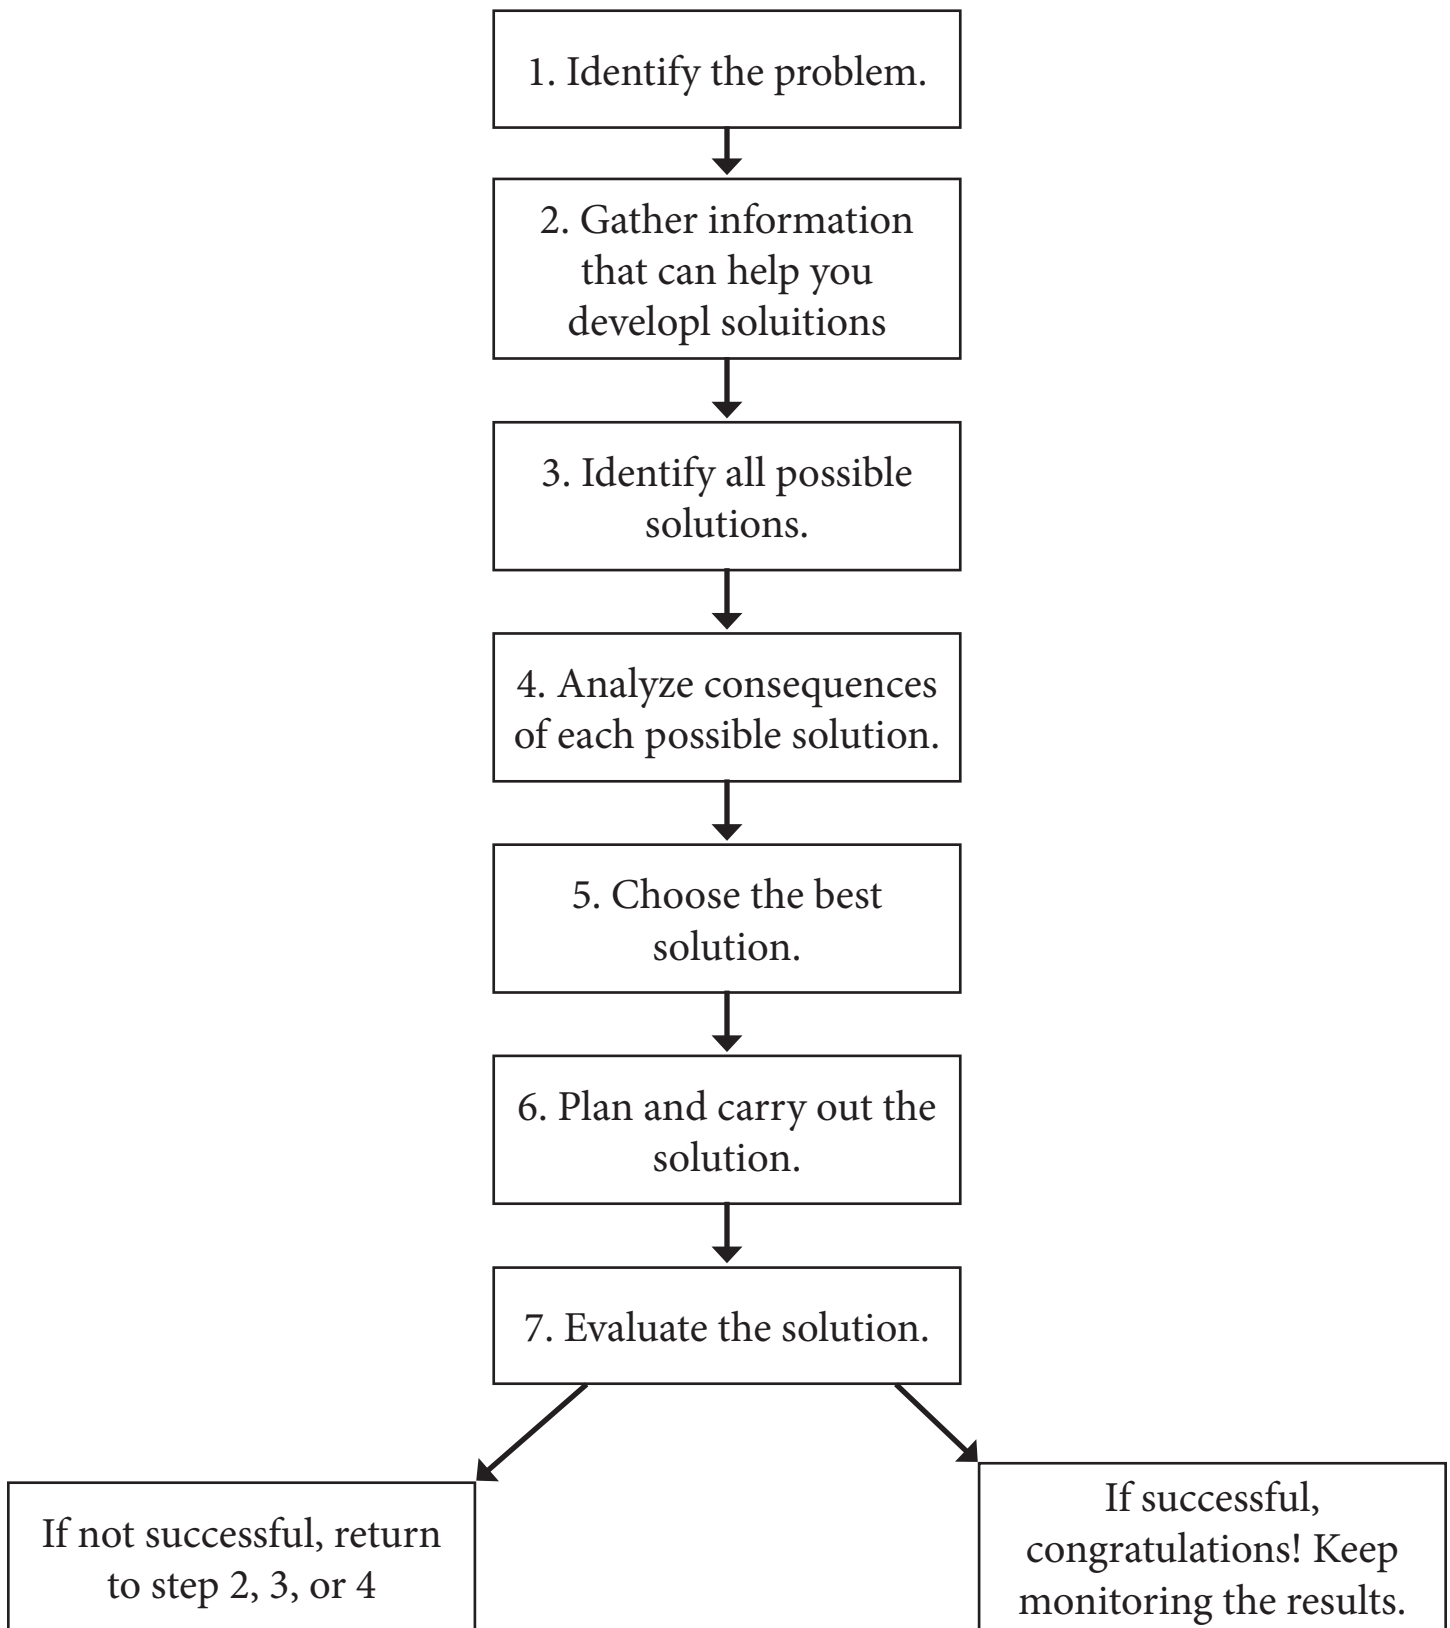 1. Identify the problem.
2. Gather information
that can help you
developl soluitions
3. Identify all possible
solutions.
4. Analyze consequences
of each possible solution.
5. Choose the best
solution.
6. Plan and carry out the
solution.
7. Evaluate the solution.
If not successful, return
to step 2, 3, or 4
If successful,
congratulations! Keep
monitoring the results.